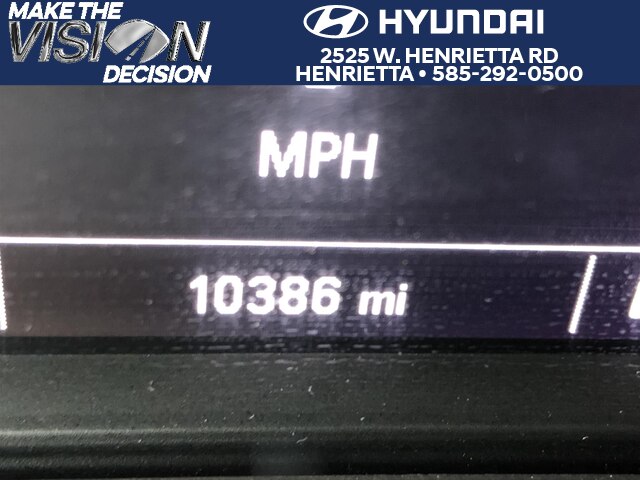 MAKE THE
VISION
DECISION
HYUNDAI
2525 W. HENRIETTA RD
HENRIETTA • 585-292-0500
MPH
10386 mi